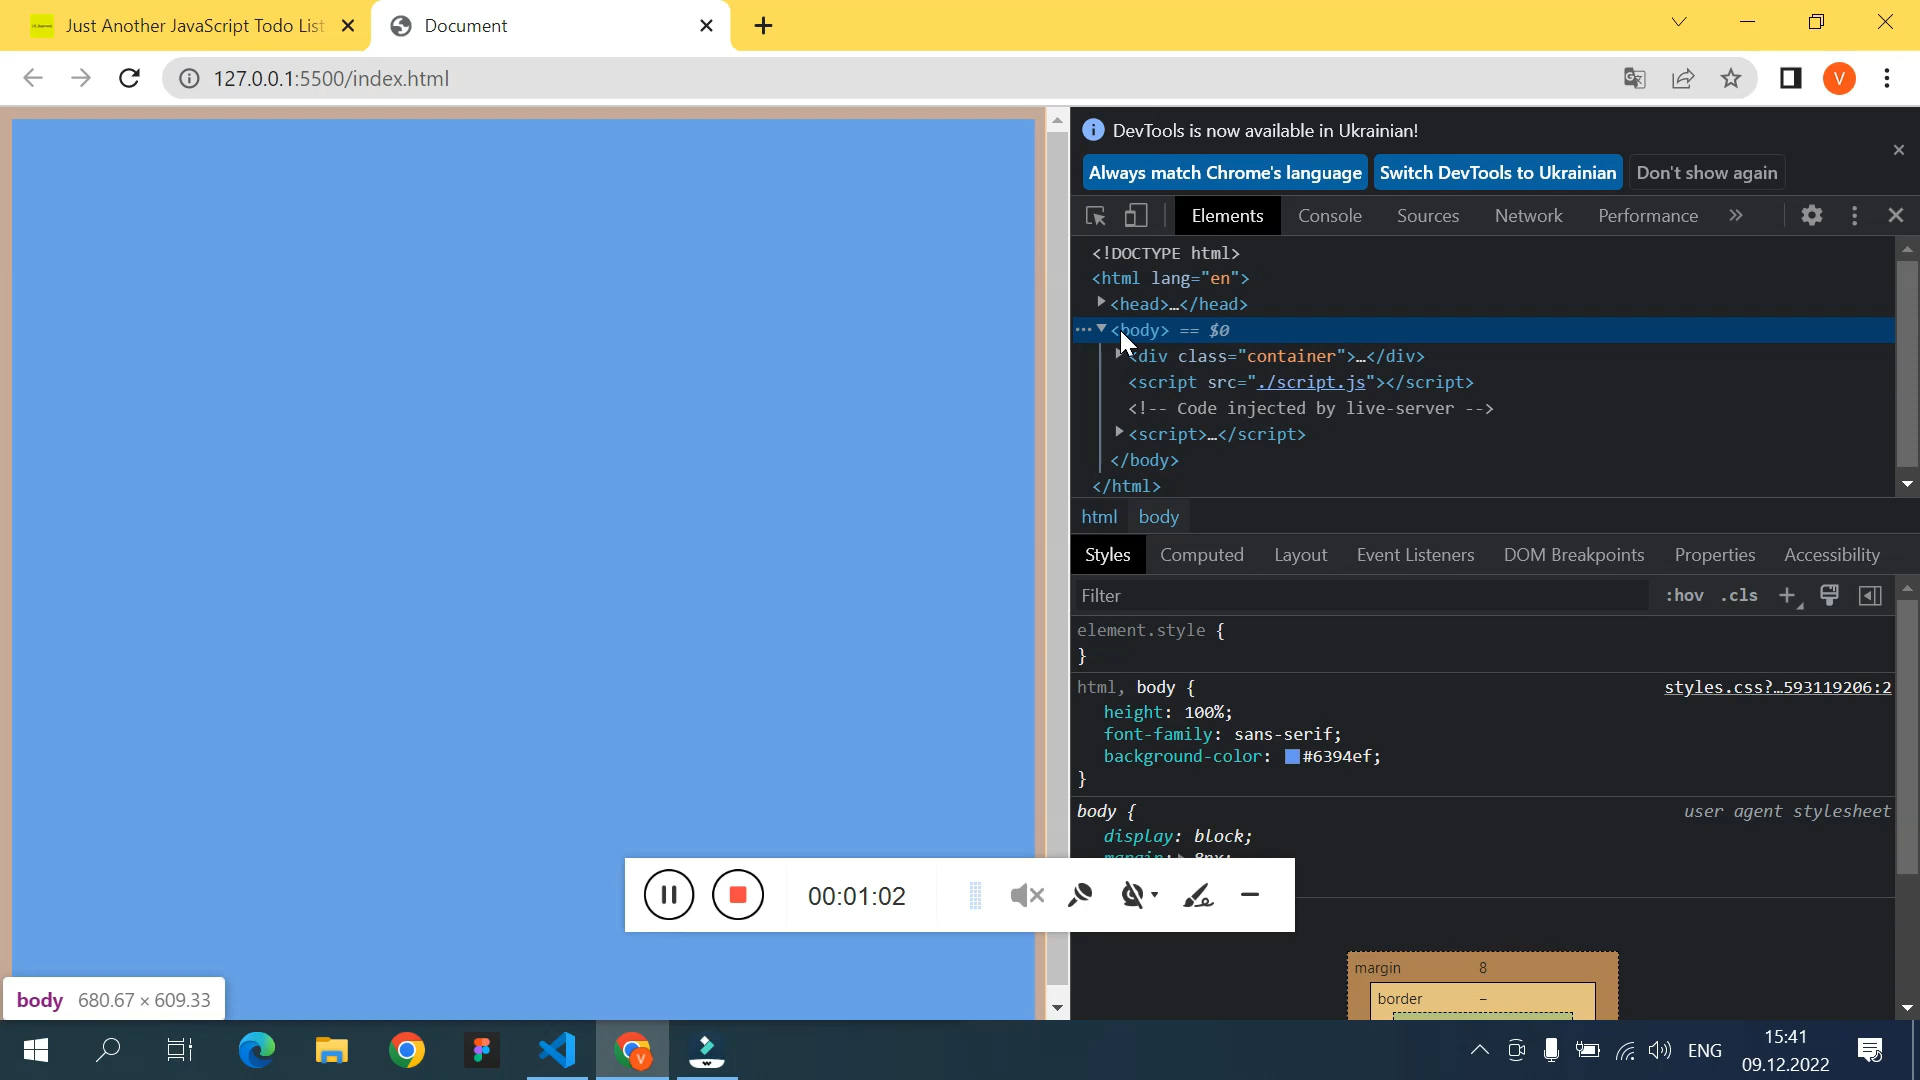 Just Another JavaScript Todo List
Document
127.0.0.1:5500/index.html
V
DevTools is now available in Ukrainian!
Always match Chrome's language
Switch DevTools to Ukrainian
Don't show again
Elements
Console
Sources
Network
Performance
<!DOCTYPE html>
<html lang="en">
<head>…</head>
<body> == $0
<div class="container">…</div>
<script src="./script.js"></script>
<!-- Code injected by live-server -->
<script>…</script>
</body>
</html>
html body
Styles
Computed
Layout
Event Listeners
DOM Breakpoints
Properties
Accessibility
Filter
:hov .cls
element.style {
}
html, body {
styles.css?…593119206:2
height: 100%;
font-family: sans-serif;
background-color: #6394ef;
}
body {
user agent stylesheet
display: block;
margin: 8px;
00:01:02
margin 8
border –
body 680.67 × 609.33
V
ENG
15:41
09.12.2022